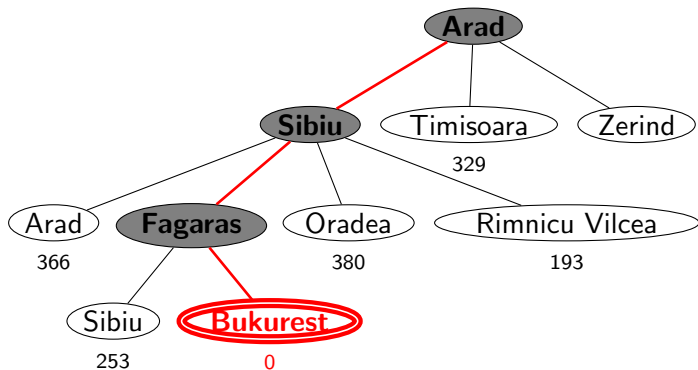 Arad
Sibiu Timisoara Zerind
329
Arad Fagaras Oradea Rimnicu Vilcea
366 380 193
Sibiu Bukurest
253 0